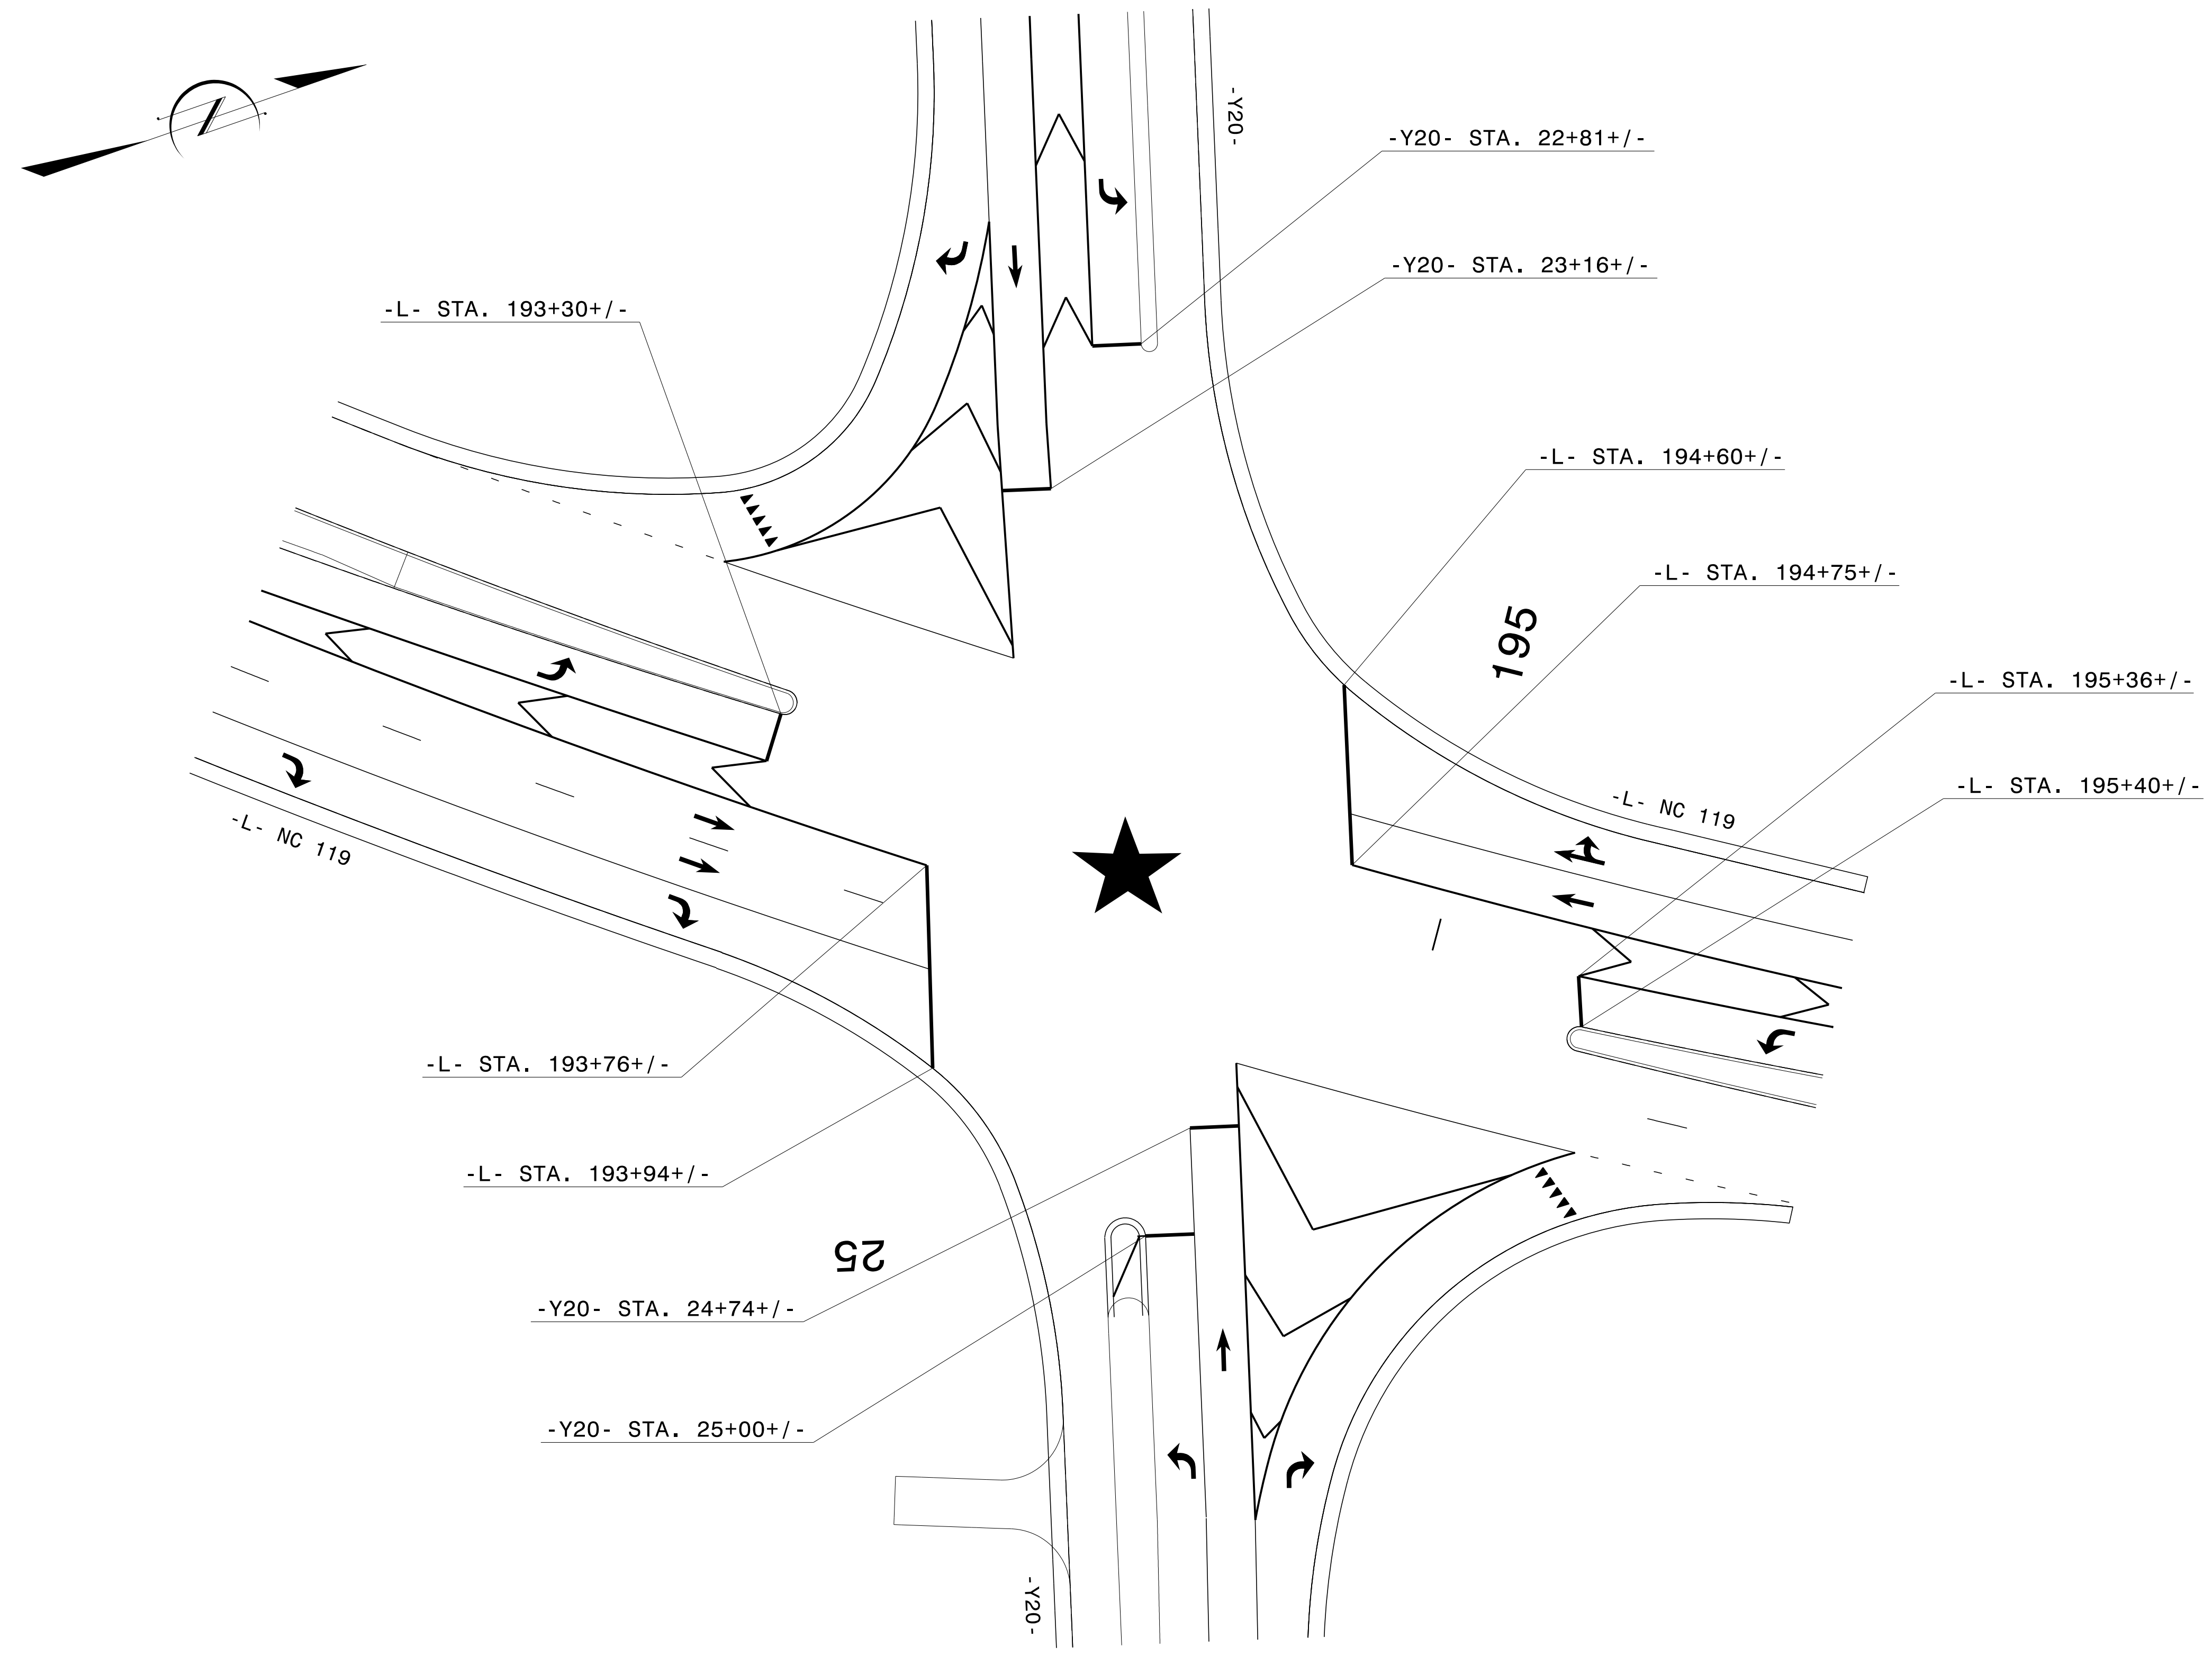 -Y20-
-Y20- STA. 22+81+/-
-Y20- STA. 23+16+/-
-L- STA. 193+30+/-
-L- STA. 194+60+/-
-L- STA. 194+75+/-
195
-L- STA. 195+36+/-
-L- STA. 195+40+/-
-L- NC 119
-L- NC 119
-L- STA. 193+76+/-
-L- STA. 193+94+/-
25
-Y20- STA. 24+74+/-
-Y20- STA. 25+00+/-
-Y20-
N